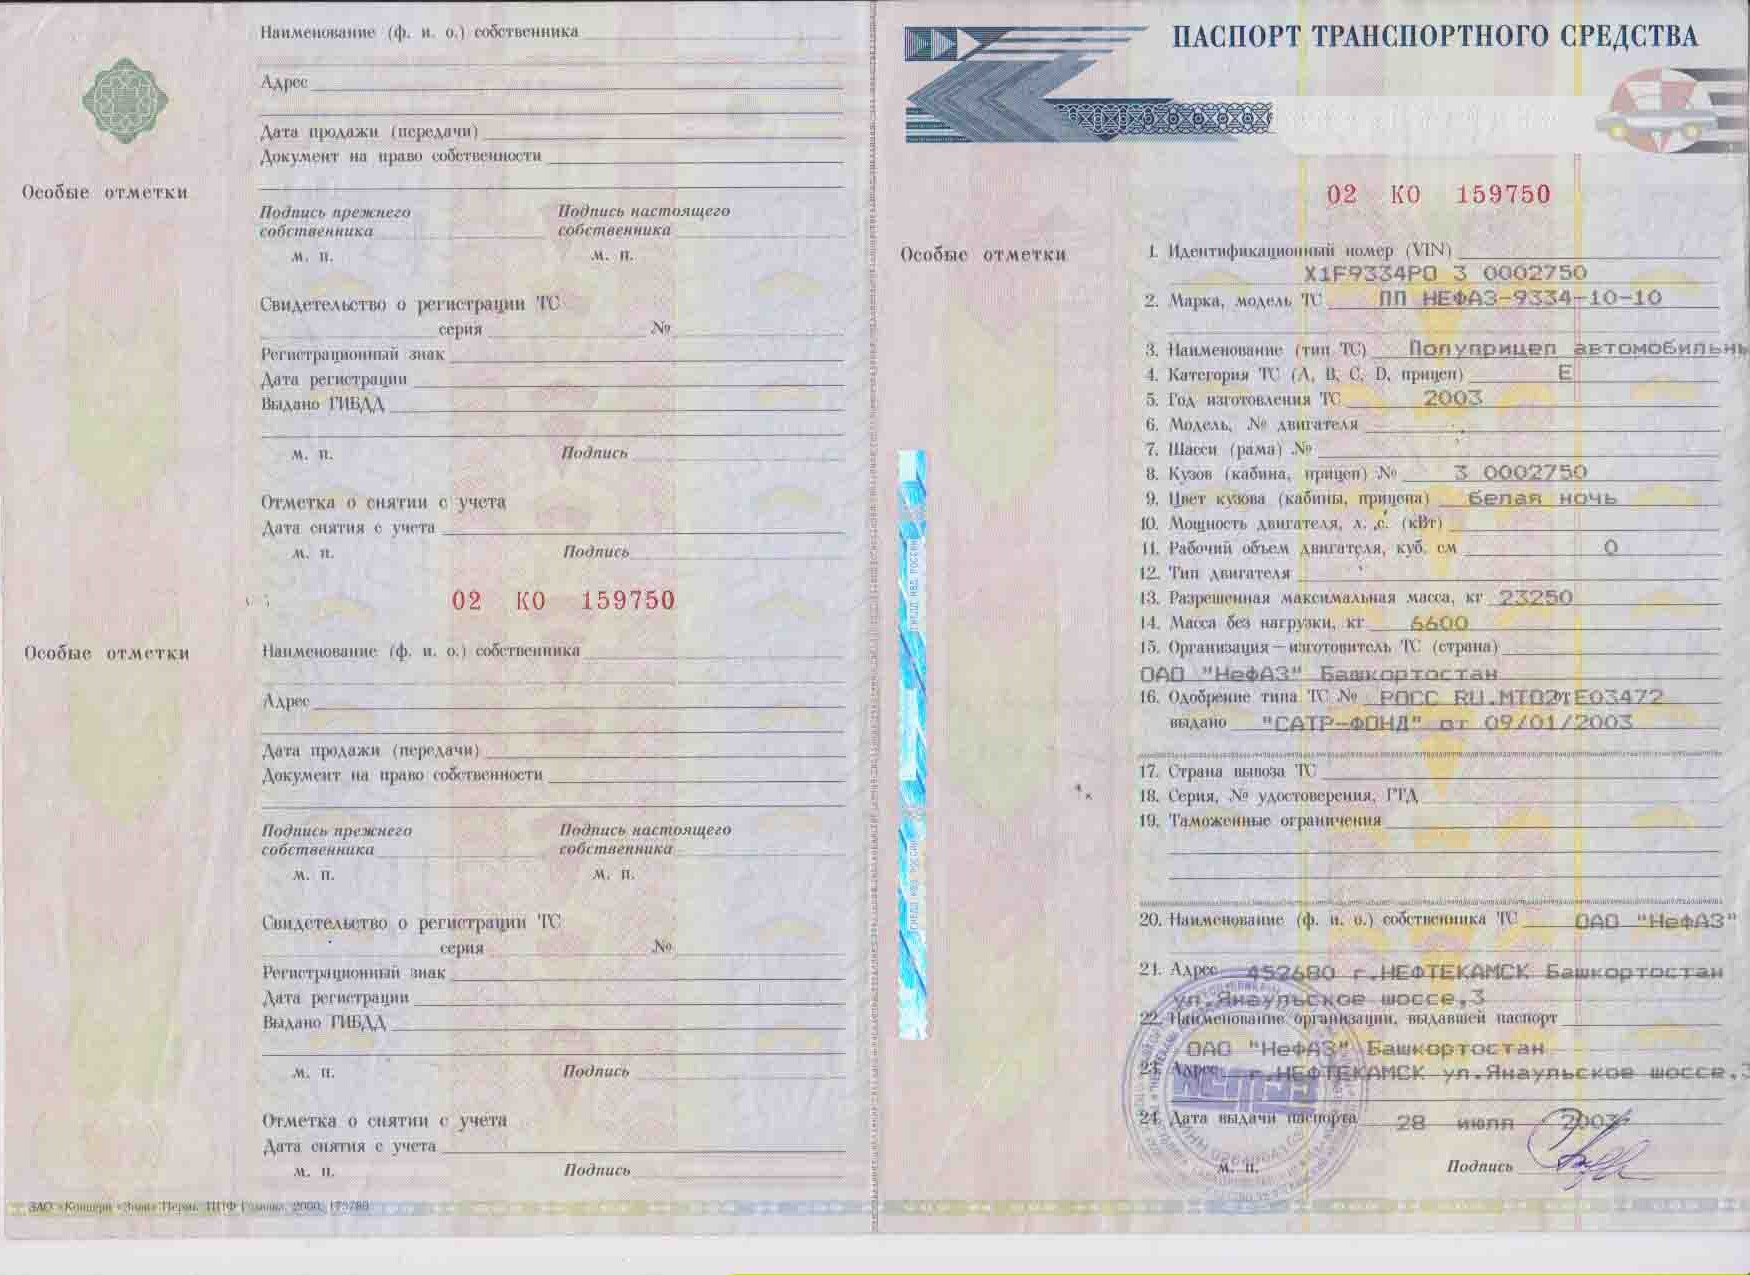 Наименование (ф. и. о.) собственника
Адрес
Дата продажи (передачи)
Документ на право собственности
Особые отметки
Подпись прежнего собственника
Подпись настоящего собственника
м. п.
м. п.
Свидетельство о регистрации ТС
серия №
Регистрационный знак
Дата регистрации
Выдано ГИБДД
м. п. Подпись
Отметка о снятии с учета
Дата снятия с учета
м. п. Подпись
02 КО 159750
Особые отметки
Наименование (ф. и. о.) собственника
Адрес
Дата продажи (передачи)
Документ на право собственности
Подпись прежнего собственника
Подпись настоящего собственника
м. п.
м. п.
Свидетельство о регистрации ТС
серия №
Регистрационный знак
Дата регистрации
Выдано ГИБДД
м. п. Подпись
Отметка о снятии с учета
Дата снятия с учета
м. п. Подпись
ПАСПОРТ ТРАНСПОРТНОГО СРЕДСТВА
02 КО 159750
Особые отметки
1. Идентификационный номер (VIN)
X1F9334PO 3 0002750
2. Марка, модель ТС ПП НЕФАЗ-9334-10-10
3. Наименование (тип ТС) Полуприцеп автомобильн
4. Категория ТС (A, B, C, D, прицеп) E
5. Год изготовления ТС 2003
6. Модель, № двигателя
7. Шасси (рама) №
8. Кузов (кабина, прицеп) № 3 0002750
9. Цвет кузова (кабины, прицепа) белая ночь
10. Мощность двигателя, л. с. (кВт)
11. Рабочий объем двигателя, куб. см 0
12. Тип двигателя
13. Разрешенная максимальная масса, кг 23250
14. Масса без нагрузки, кг 6600
15. Организация–изготовитель ТС (страна)
ОАО "НефАЗ" Башкортостан
16. Одобрение типа ТС № РОСС RU.МТ02 E03472
выдано "САТР-ФОНД" от 09/01/2003
17. Страна вывоза ТС
18. Серия, № удостоверения, ГТД
19. Таможенные ограничения
20. Наименование (ф. и. о.) собственника ТС ОАО "НефАЗ"
21. Адрес 452680 г.НЕФТЕКАМСК Башкортостан
ул.Янаульское шоссе,3
22. Наименование организации, выдавшей паспорт
ОАО "НефАЗ" Башкортостан
23. Адрес г.НЕФТЕКАМСК ул.Янаульское шоссе,3
24. Дата выдачи паспорта 28 июля 2003
м. п. Подпись